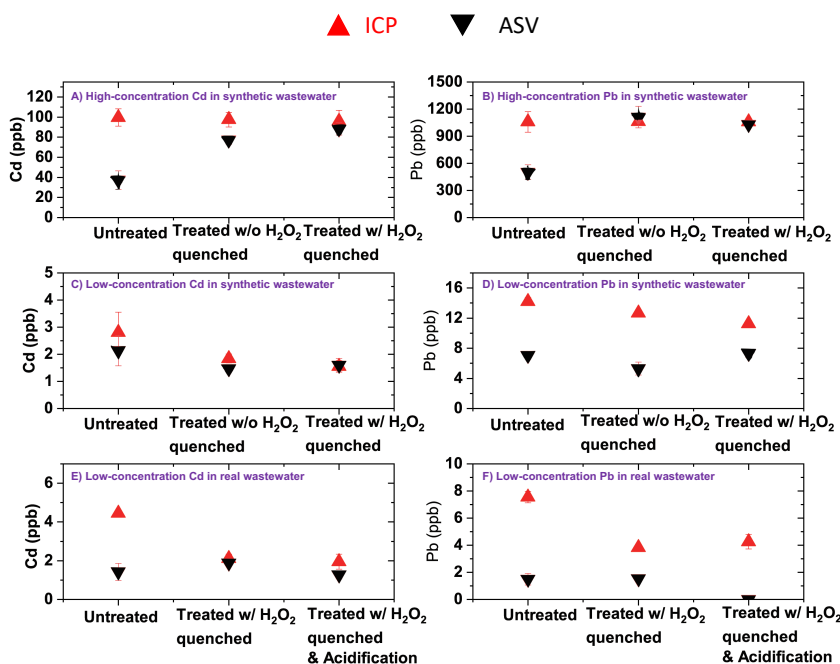 ICP ASV
A) High-concentration Cd in synthetic wastewater
Cd (ppb)
120
100
80
60
40
20
0
Untreated
Treated w/o H₂O₂
quenched
Treated w/ H₂O₂
quenched
B) High-concentration Pb in synthetic wastewater
Pb (ppb)
1500
1200
900
600
300
0
Untreated
Treated w/o H₂O₂
quenched
Treated w/ H₂O₂
quenched
C) Low-concentration Cd in synthetic wastewater
Cd (ppb)
5
4
3
2
1
0
Untreated
Treated w/o H₂O₂
quenched
Treated w/ H₂O₂
quenched
D) Low-concentration Pb in synthetic wastewater
Pb (ppb)
16
12
8
4
0
Untreated
Treated w/o H₂O₂
quenched
Treated w/ H₂O₂
quenched
E) Low-concentration Cd in real wastewater
Cd (ppb)
6
4
2
0
Untreated
Treated w/ H₂O₂
quenched
Treated w/ H₂O₂
quenched
& Acidification
F) Low-concentration Pb in real wastewater
Pb (ppb)
10
8
6
4
2
0
Untreated
Treated w/ H₂O₂
quenched
Treated w/ H₂O₂
quenched
& Acidification